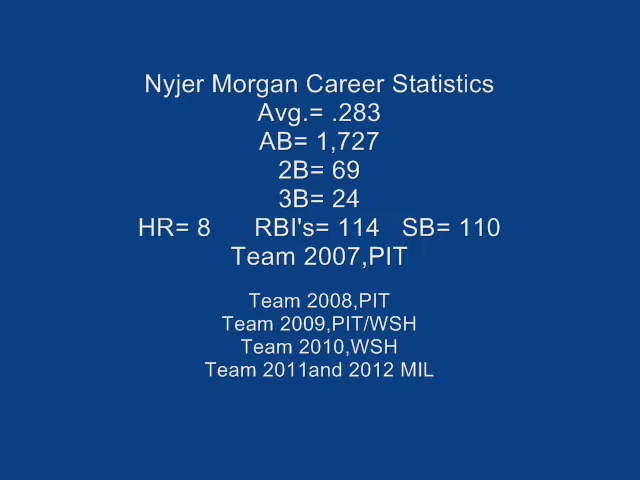 Nyjer Morgan Career Statistics
Avg.= .283
AB= 1,727
2B= 69
3B= 24
HR= 8 RBI's= 114 SB= 110
Team 2007,PIT
Team 2008,PIT
Team 2009,PIT/WSH
Team 2010,WSH
Team 2011and 2012 MIL